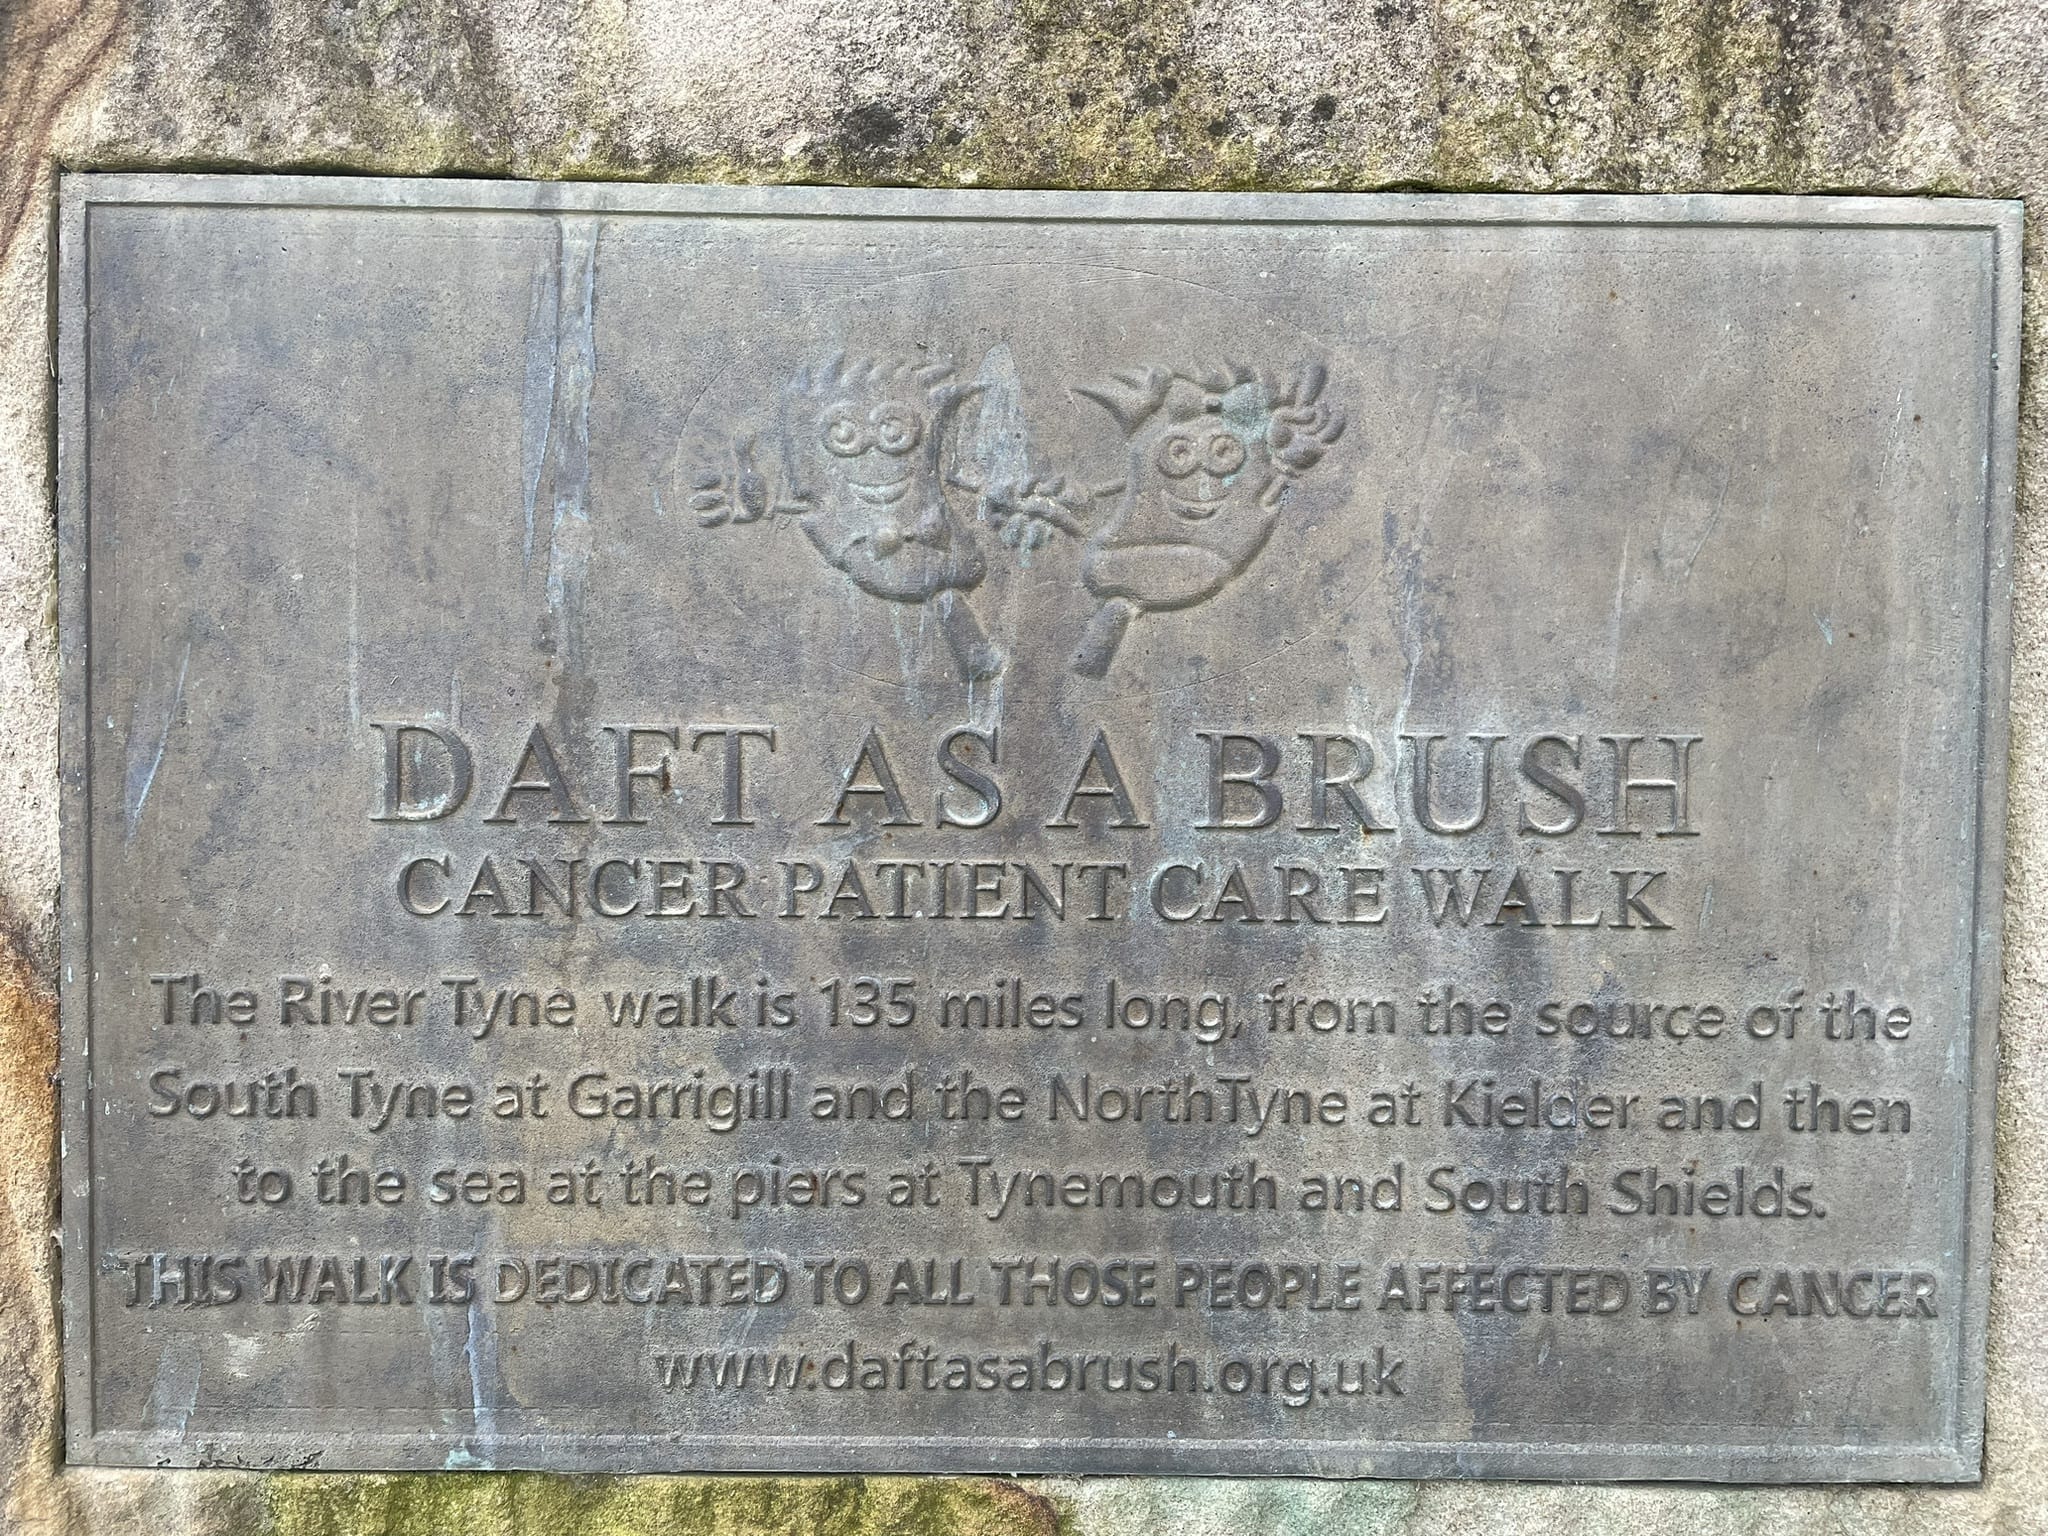 DAFT AS A BRUSH
CANCER PATIENT CARE WALK
The River Tyne walk is 135 miles long, from the source of the
South Tyne at Garrigill and the NorthTyne at Kielder and then
to the sea at the piers at Tynemouth and South Shields.
THIS WALK IS DEDICATED TO ALL THOSE PEOPLE AFFECTED BY CANCER
www.daftasabrush.org.uk